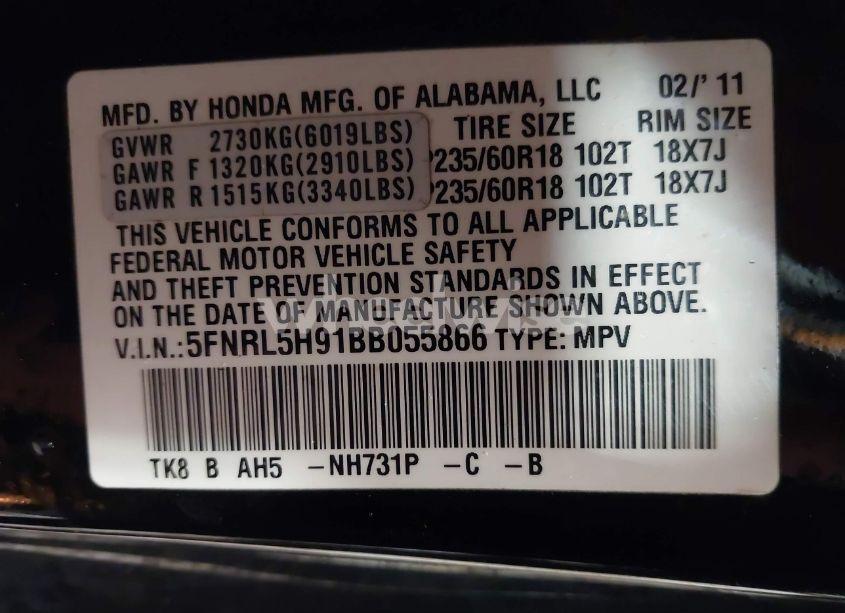 MFD. BY HONDA MFG. OF ALABAMA, LLC 02/'11
TIRE SIZE RIM SIZE
GVWR 2730KG(6019LBS)
GAWR F 1320KG(2910LBS) P235/60R18 102T 18X7J
GAWR R 1515KG(3340LBS) P235/60R18 102T 18X7J
THIS VEHICLE CONFORMS TO ALL APPLICABLE
FEDERAL MOTOR VEHICLE SAFETY
AND THEFT PREVENTION STANDARDS IN EFFECT
ON THE DATE OF MANUFACTURE SHOWN ABOVE.
V.I.N.:5FNRL5H91BB055866 TYPE: MPV
TK8 B AH5 -NH731P -C -B